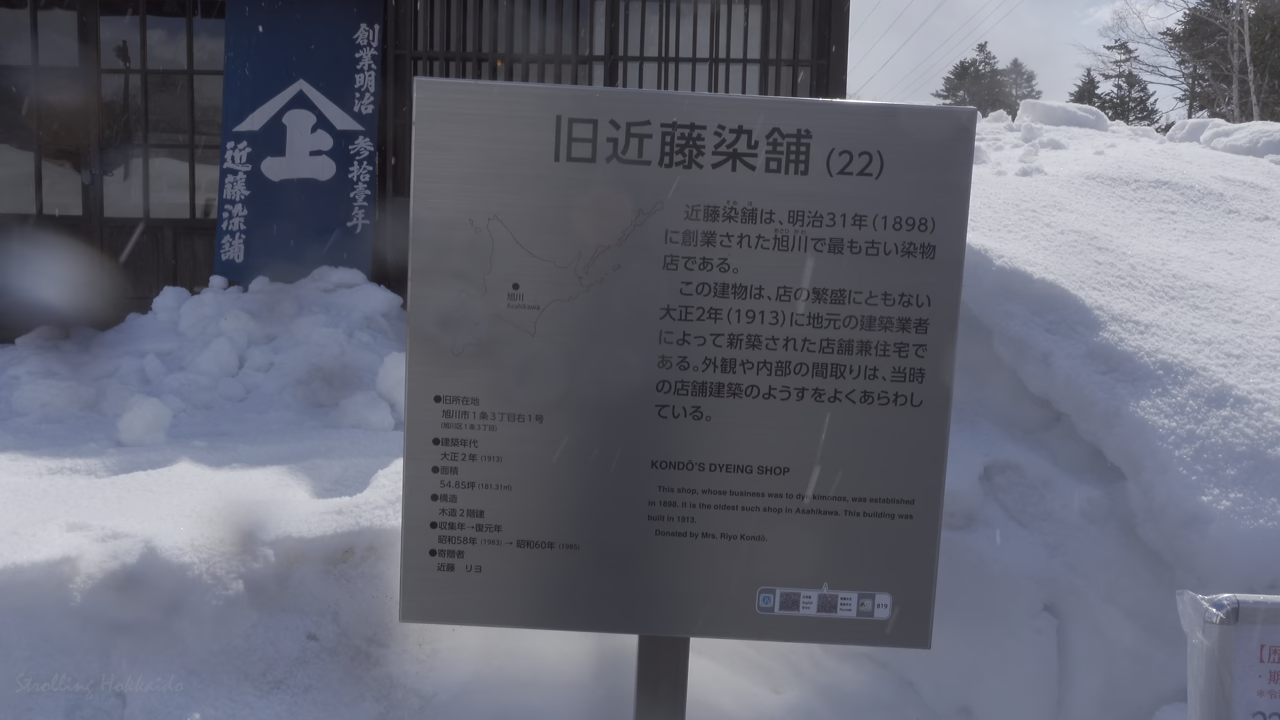 創業明治 参拾壹年
上
近藤染舗
旧近藤染舗 (22)
近藤染舗は、明治31年(1898)
に創業された旭川で最も古い染物
店である。
この建物は、店の繁盛にともない
大正2年(1913)に地元の建築業者
によって新築された店舗兼住宅で
ある。外観や内部の間取りは、当時
の店舗建築のようすをよくあらわし
ている。
旭川
Asahikawa
●旧所在地
旭川市1条3丁目右1号
(旭川区1条3丁目)
●建築年代
大正2年 (1913)
●面積
54.85坪 (181.31㎡)
●構造
木造2階建
●収集年→復元年
昭和58年 (1983) → 昭和60年 (1985)
●寄贈者
近藤 リヨ
KONDŌ'S DYEING SHOP
This shop, whose business was to dye kimonos, was established
in 1898. It is the oldest such shop in Asahikawa. This building was
built in 1913.
Donated by Mrs. Riyo Kondō.
819
Strolling Hokkaido